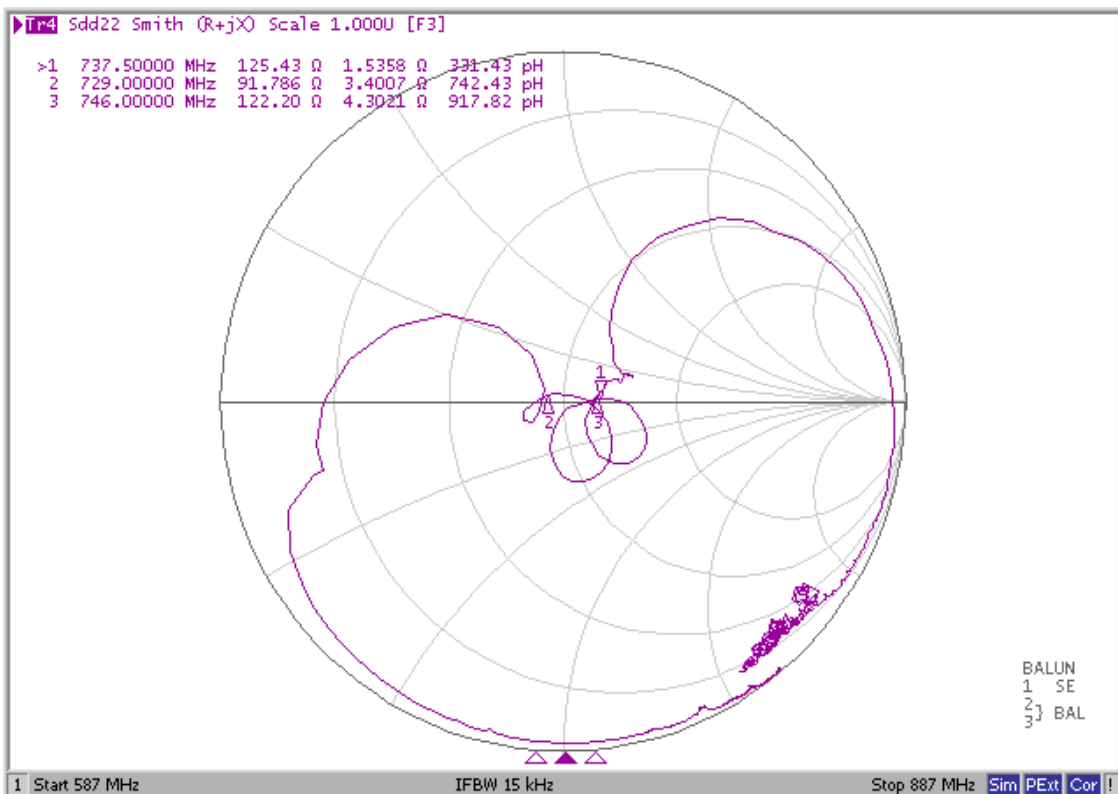 Tr4 Sdd22 Smith (R+jX) Scale 1.000U [F3]
>1 737.50000 MHz 125.43 Ω 1.5358 Ω 331.43 pH
2 729.00000 MHz 91.786 Ω 3.4007 Ω 742.43 pH
3 746.00000 MHz 122.20 Ω 4.3021 Ω 917.82 pH
1
2
3
BALUN
1 SE
2
3} BAL
1 Start 587 MHz IFBW 15 kHz Stop 887 MHz Sim PExt Cor !